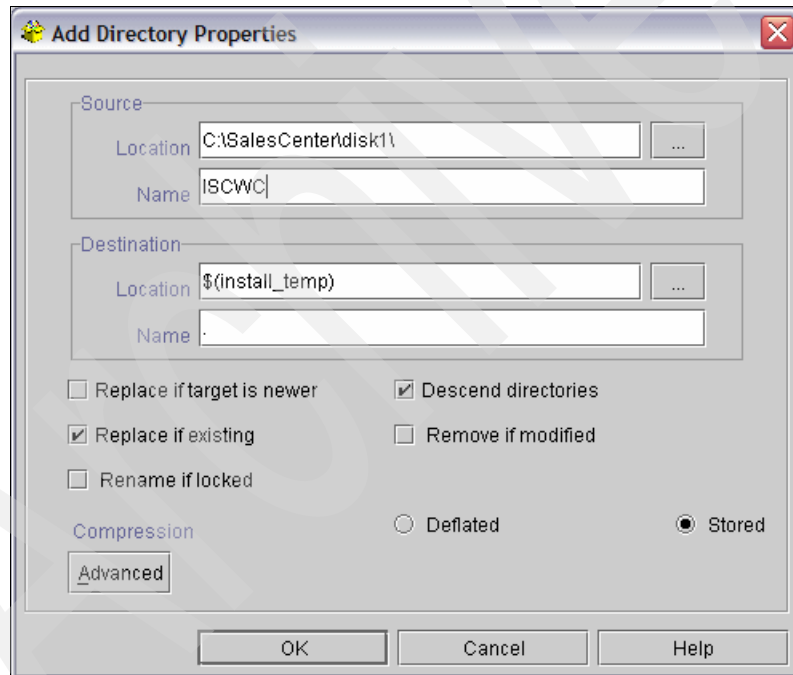 Add Directory Properties
Source
Location C:\SalesCenter\disk1\ ...
Name ISCWC
Destination
Location $(install_temp) ...
Name .
Replace if target is newer Descend directories
Replace if existing Remove if modified
Rename if locked
Compression Deflated Stored
Advanced
OK Cancel Help